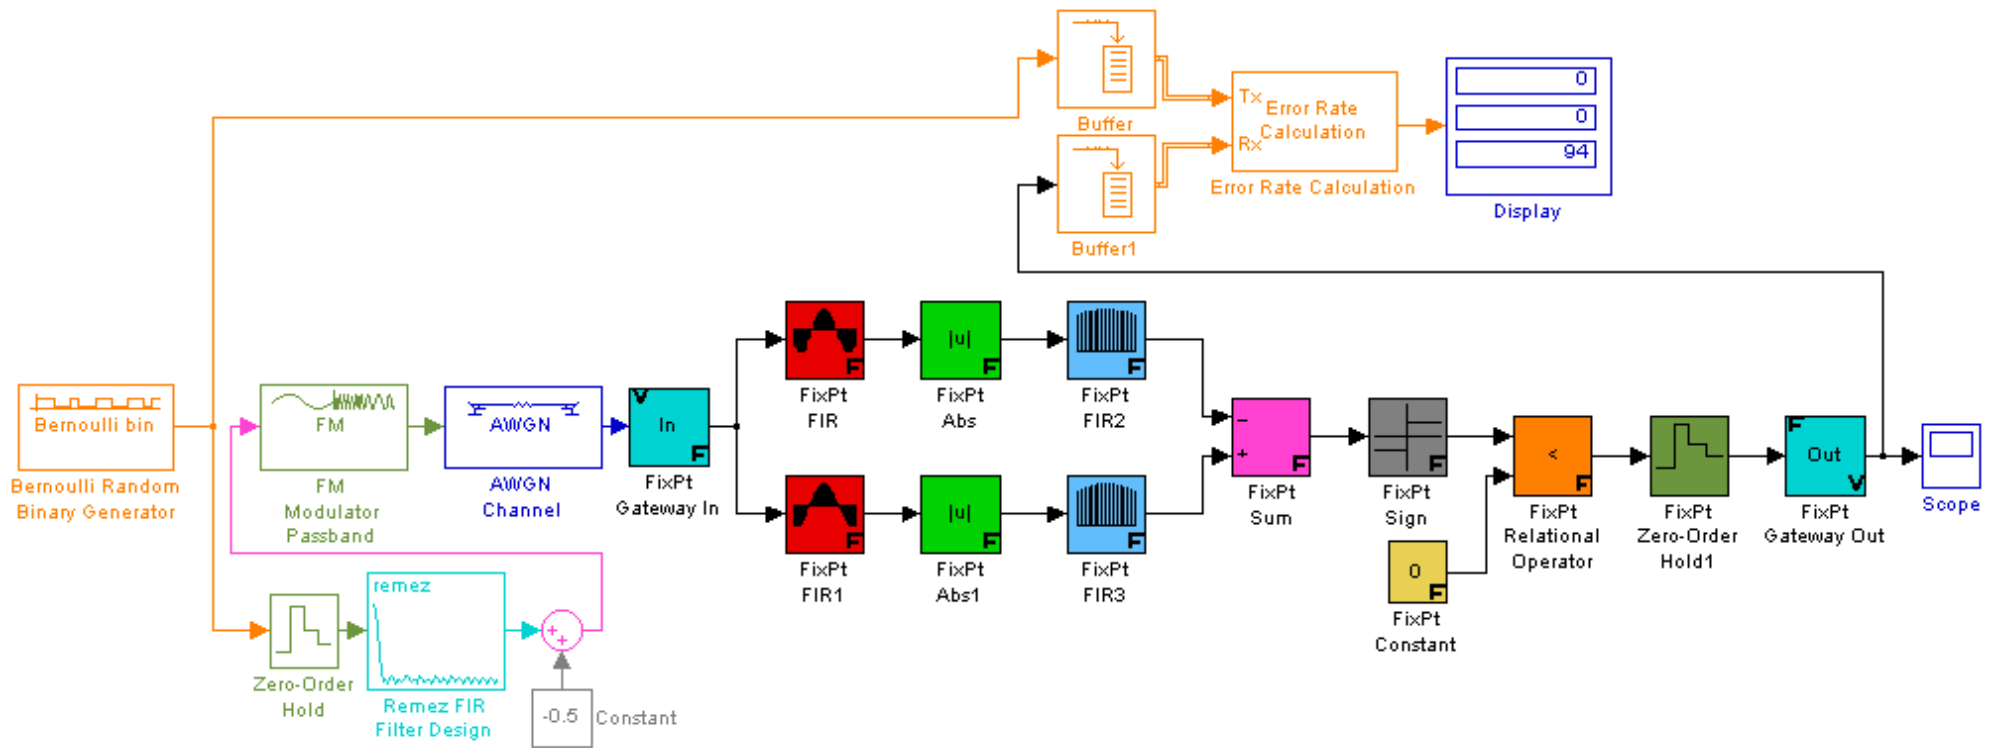 Buffer
Tx
Rx
Error Rate
Calculation
Error Rate Calculation
0
0
94
Display
Buffer1
Bernoulli bin
Bernoulli Random
Binary Generator
FM
FM
Modulator
Passband
AWGN
AWGN
Channel
V
In
F
FixPt
Gateway In
F
FixPt
FIR
|u|
F
FixPt
Abs
F
FixPt
FIR2
F
FixPt
FIR1
|u|
F
FixPt
Abs1
F
FixPt
FIR3
−
+
F
FixPt
Sum
F
FixPt
Sign
<
F
FixPt
Relational
Operator
0
F
FixPt
Constant
F
FixPt
Zero-Order
Hold1
F
Out
V
FixPt
Gateway Out
Scope
Zero-Order
Hold
remez
Remez FIR
Filter Design
+
+
-0.5
Constant